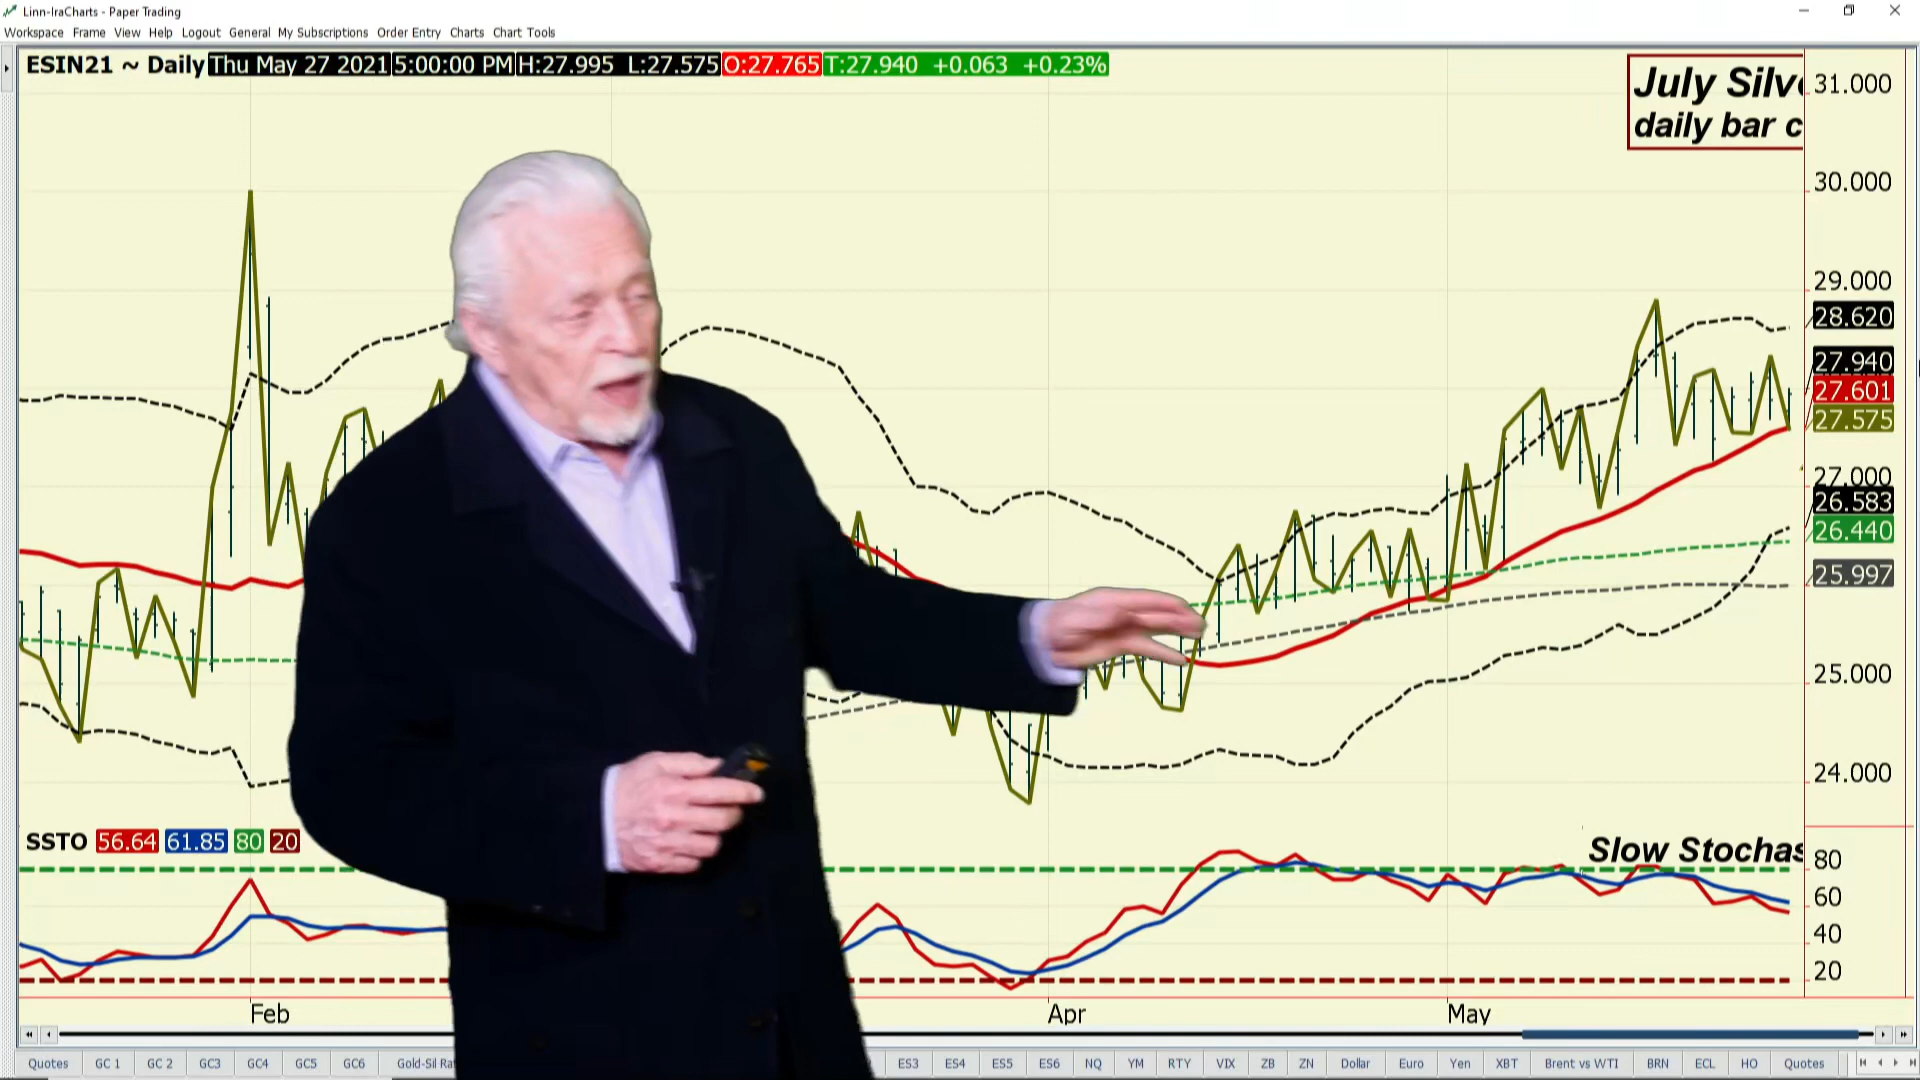 Linn-IraCharts - Paper Trading
Workspace Frame View Help Logout General My Subscriptions Order Entry Charts Chart Tools
ESIN21 ~ Daily Thu May 27 2021 5:00:00 PM H:27.995 L:27.575 O:27.765 T:27.940 +0.063 +0.23%
July Silve
daily bar c
31.000
30.000
29.000
28.620
27.940
27.601
27.575
27.000
26.583
26.440
25.997
25.000
24.000
SSTO 56.64 61.85 80 20
Slow Stochas
80
60
40
20
Feb Apr May
Quotes GC 1 GC 2 GC3 GC4 GC5 GC6 Gold-Sil Ra ES3 ES4 ES5 ES6 NQ YM RTY VIX ZB ZN Dollar Euro Yen XBT Brent vs WTI BRN ECL HO Quotes